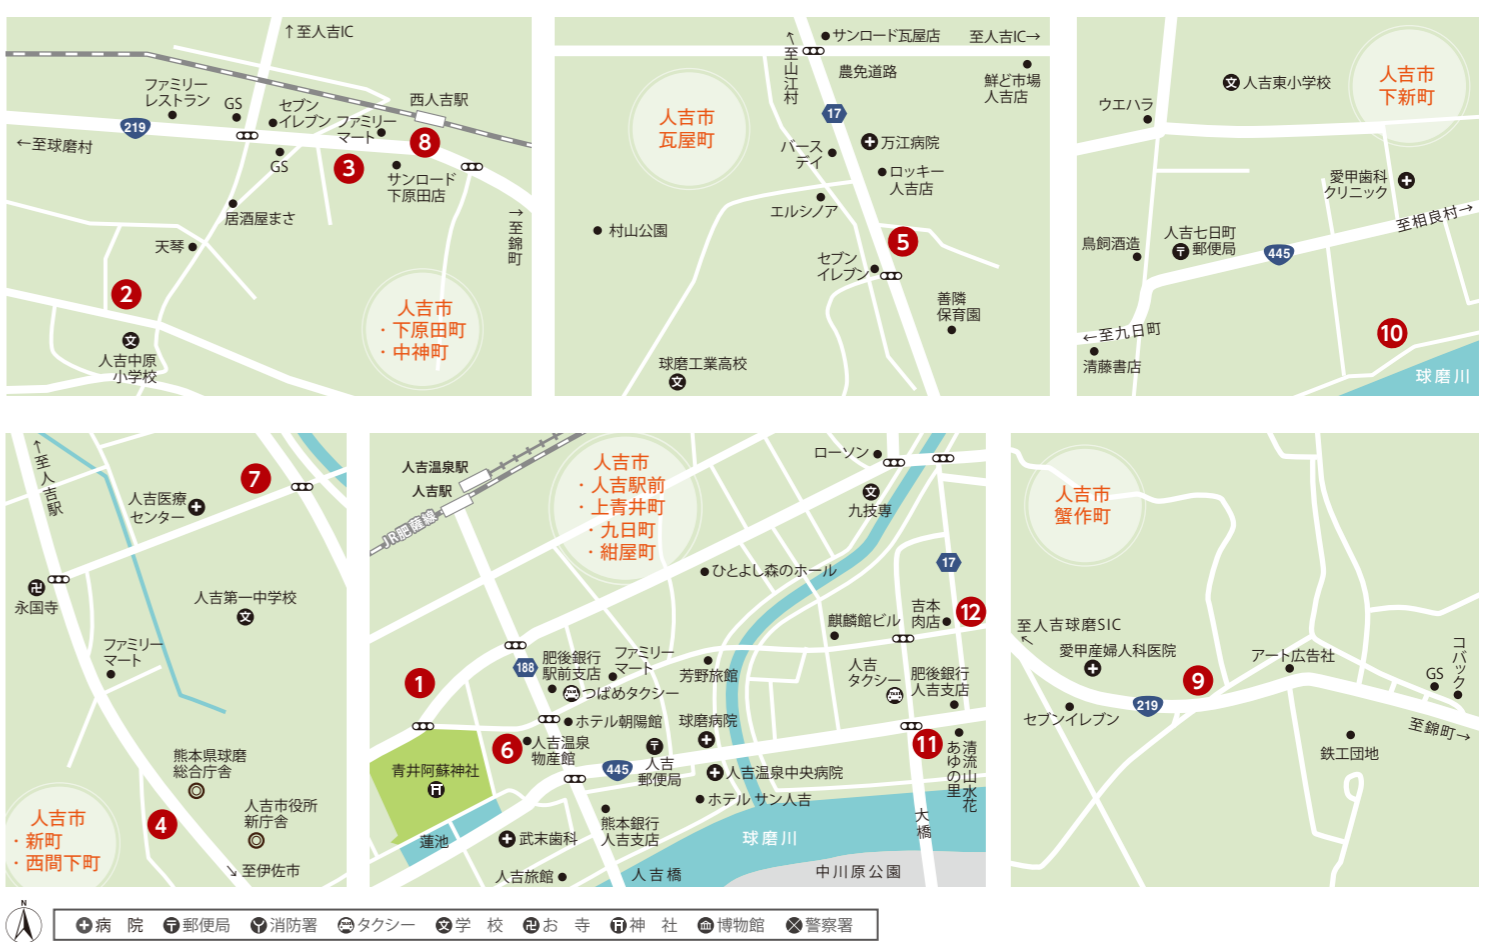 ↑至人吉IC
ファミリー
レストラン
GS
セブン
イレブン
ファミリー
マート
西人吉駅
219
←至球磨村
8
3
GS
サンロード
下原田店
居酒屋まさ
→至錦町
天琴
2
人吉市
・下原田町
・中神町
文
人吉中原
小学校
サンロード瓦屋店
至人吉IC→
←至山江村
農免道路
鮮ど市場
人吉店
人吉市
瓦屋町
17
バース
デイ
万江病院
ロッキー
人吉店
エルシノア
村山公園
5
セブン
イレブン
善隣
保育園
球磨工業高校
文
文
人吉東小学校
人吉市
下新町
ウエハラ
愛甲歯科
クリニック
至相良村→
鳥飼酒造
人吉七日町
〒郵便局
445
←至九日町
10
清藤書店
球磨川
←至人吉駅
7
人吉医療
センター
卍
永国寺
人吉第一中学校
文
ファミリー
マート
熊本県球磨
総合庁舎
4
人吉市役所
新庁舎
人吉市
・新町
・西間下町
↘至伊佐市
人吉温泉駅
人吉駅
JR肥薩線
人吉市
・人吉駅前
・上青井町
・九日町
・紺屋町
ローソン
文
九技専
ひとよし森のホール
17
吉本
肉店
12
麒麟館ビル
188
肥後銀行
駅前支店
ファミリー
マート
つばめタクシー
芳野旅館
人吉
タクシー
肥後銀行
人吉支店
1
ホテル朝陽館
球磨病院
6
人吉温泉
物産館
〒
人吉
郵便局
445
人吉温泉中央病院
11
清流山水花
あゆの里
青井阿蘇神社
ホテル サン人吉
蓮池
武末歯科
熊本銀行
人吉支店
球磨川
大橋
人吉旅館
人吉橋
中川原公園
人吉市
蟹作町
至人吉球磨SIC
↖
愛甲産婦人科医院
9
アート広告社
コバック
GS
セブンイレブン
219
至錦町→
鉄工団地
N
病 院 〒郵便局 消防署 タクシー 文学 校 卍お 寺 神 社 博物館 警察署